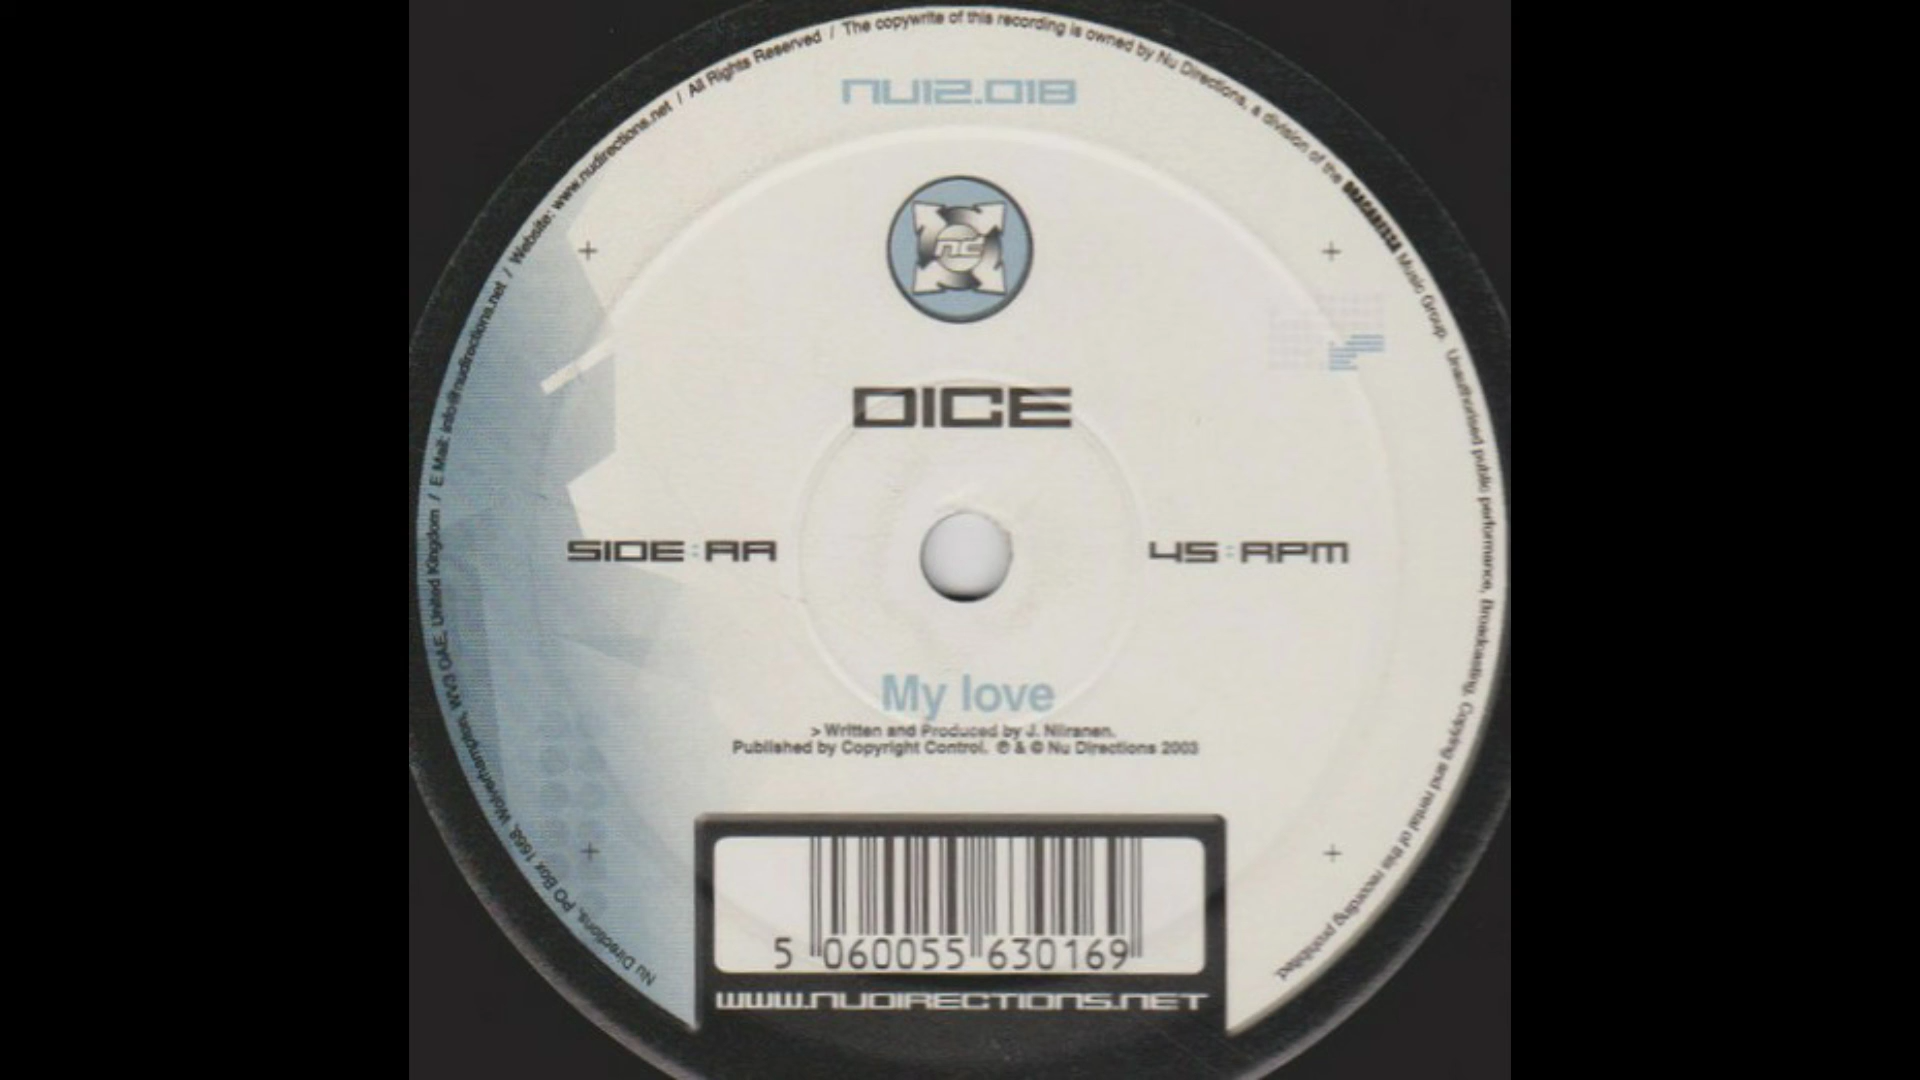 Nu Directions, PO Box 1668, Wolverhampton, WV3 OAE, United Kingdom / E Mail: info@nudirections.net / Website: www.nudirections.net / All Rights Reserved / The copywrite of this recording is owned by Nu Directions, a division of the Music Group. Unauthorised public performance, Broadcasting, Copying and rental of this recording prohibited
NU12.018
DICE
SIDE:AA
45:RPM
My love
> Written and Produced by J. Niiranen.
Published by Copyright Control. ℗ & © Nu Directions 2003
5 060055 630169
WWW.NUDIRECTIONS.NET